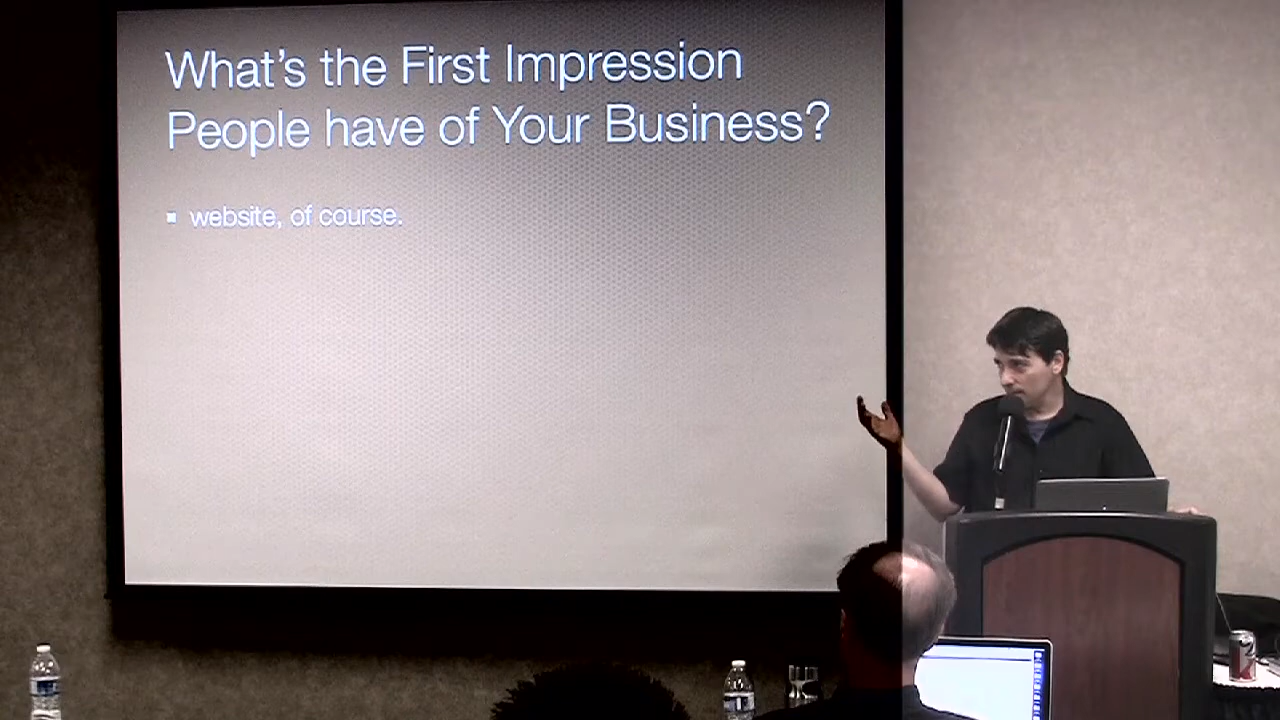 What's the First Impression
People have of Your Business?
website, of course.